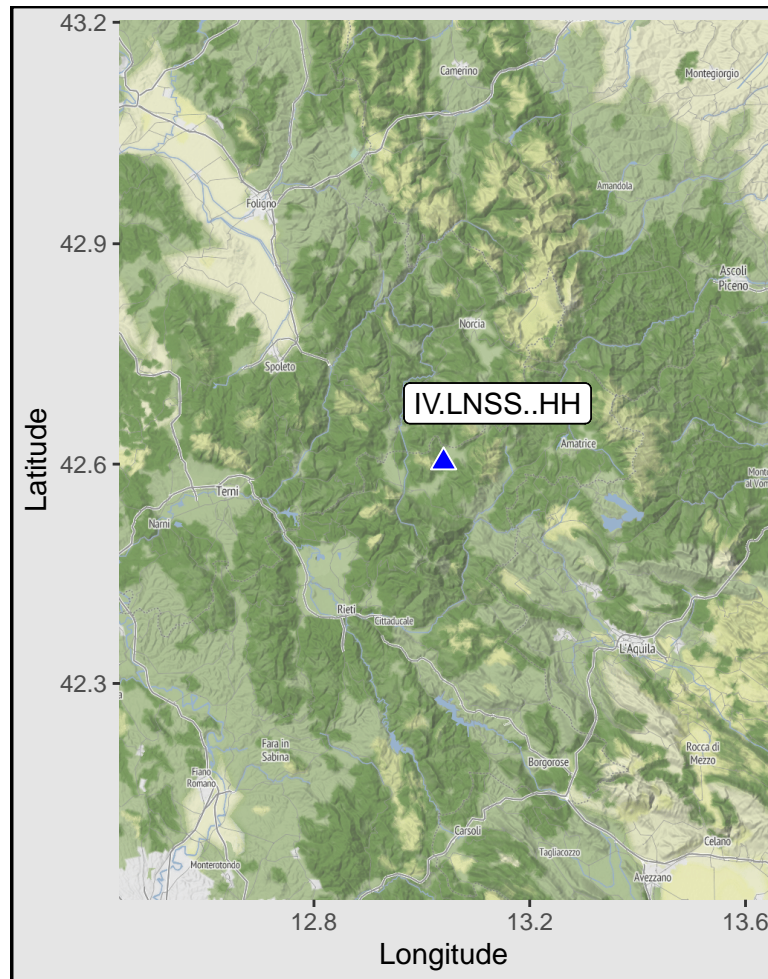 43.2
Camerino
Montegiorgio
Amandola
Foligno
42.9
Ascoli
Piceno
Norcia
Spoleto
IV.LNSS..HH
Amatrice
42.6
Latitude
Terni
Narni
al Vom
Rieti
Cittaducale
L'Aquila
42.3
Fara in
Sabina
Rocca di
Mezzo
Borgorose
Fiano
Romano
Carsoli
Celano
Tagliacozzo
Monterotondo
Avezzano
12.8
13.2
13.6
Longitude